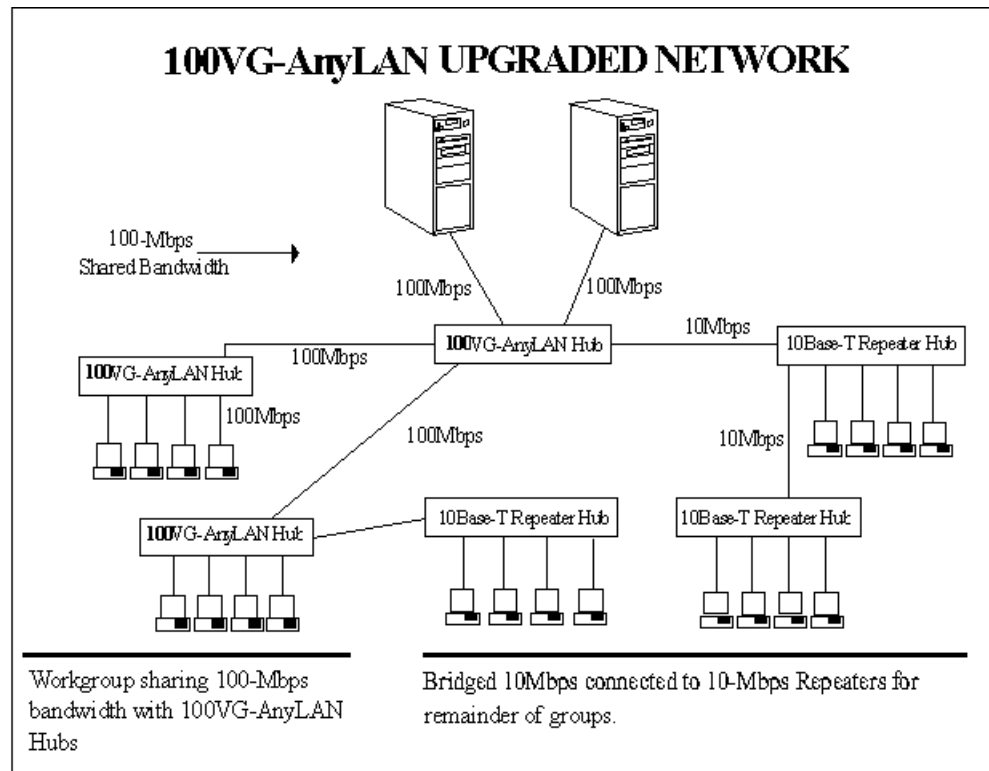 100VG-AnyLAN UPGRADED NETWORK
100-Mbps
Shared Bandwidth
100Mbps
100Mbps
100VG-AnyLAN Hub
10Mbps
10Base-T Repeater Hub
100Mbps
100VG-AnyLAN Hub
100Mbps
100Mbps
10Mbps
100VG-AnyLAN Hub
10Base-T Repeater Hub
10Base-T Repeater Hub
Workgroup sharing 100-Mbps
bandwidth with 100VG-AnyLAN
Hubs
Bridged 10Mbps connected to 10-Mbps Repeaters for
remainder of groups.